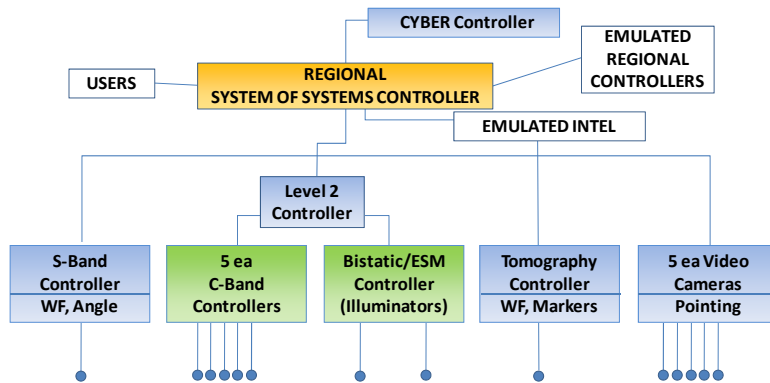 CYBER Controller
EMULATED
REGIONAL
CONTROLLERS
USERS
REGIONAL
SYSTEM OF SYSTEMS CONTROLLER
EMULATED INTEL
Level 2
Controller
S-Band
Controller
WF, Angle
5 ea
C-Band
Controllers
Bistatic/ESM
Controller
(Illuminators)
Tomography
Controller
WF, Markers
5 ea Video
Cameras
Pointing